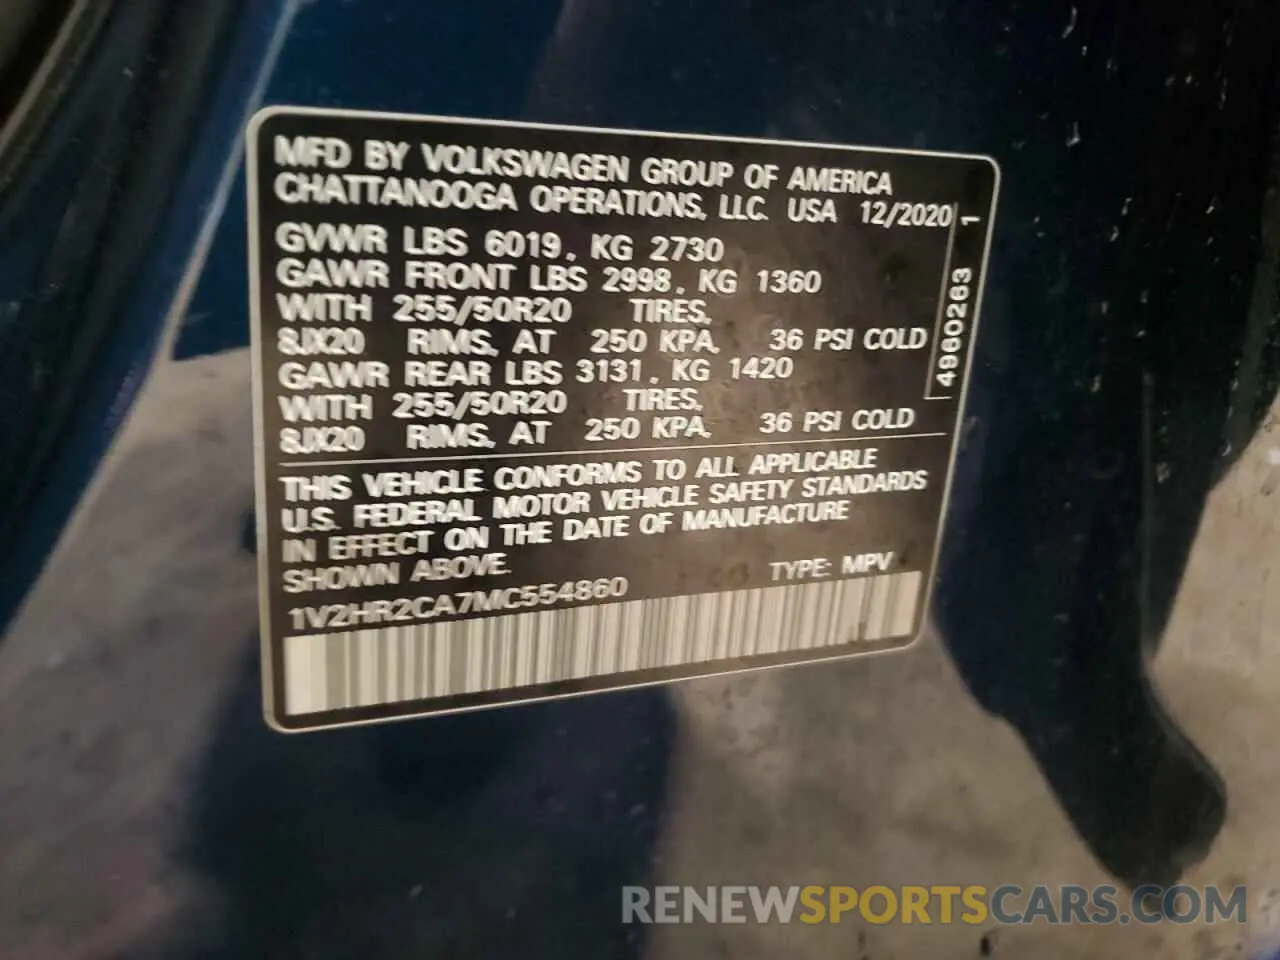 MFD BY VOLKSWAGEN GROUP OF AMERICA
CHATTANOOGA OPERATIONS, LLC. USA 12/2020
GVWR LBS 6019, KG 2730
GAWR FRONT LBS 2998, KG 1360
WITH 255/50R20 TIRES,
8JX20 RIMS, AT 250 KPA, 36 PSI COLD
GAWR REAR LBS 3131, KG 1420
WITH 255/50R20 TIRES,
8JX20 RIMS, AT 250 KPA, 36 PSI COLD
4960263 1
THIS VEHICLE CONFORMS TO ALL APPLICABLE
U.S. FEDERAL MOTOR VEHICLE SAFETY STANDARDS
IN EFFECT ON THE DATE OF MANUFACTURE
SHOWN ABOVE.
1V2HR2CA7MC554860 TYPE: MPV
RENEWSPORTSCARS.COM